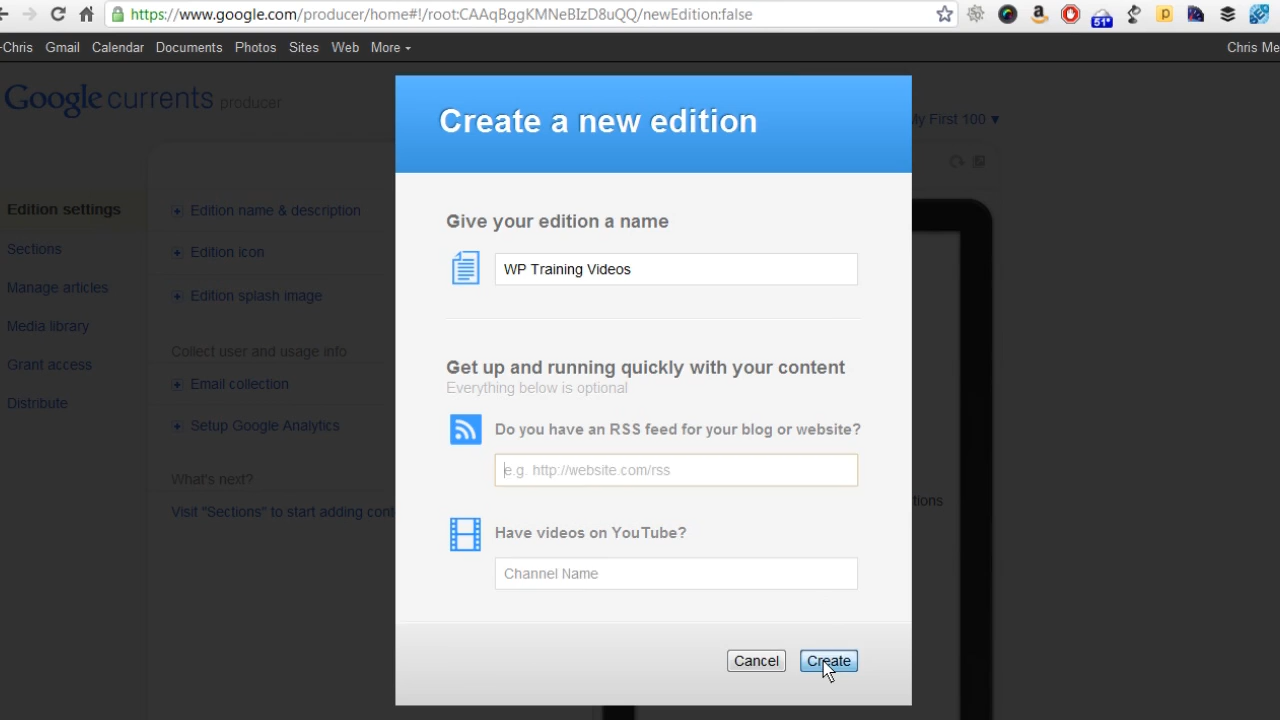 https://www.google.com/producer/home#!/root:CAAqBggKMNeBIzD8uQQ/newEdition:false
51°
Chris Gmail Calendar Documents Photos Sites Web More
Chris Me
Google currents producer
My First 100
Create a new edition
Edition settings
Sections
Manage articles
Media library
Grant access
Distribute
Edition name & description
Edition icon
Edition splash image
Collect user and usage info
Email collection
Setup Google Analytics
What's next?
Visit "Sections" to start adding cont
Give your edition a name
WP Training Videos
Get up and running quickly with your content
Everything below is optional
Do you have an RSS feed for your blog or website?
e.g. http://website.com/rss
Have videos on YouTube?
Channel Name
Cancel Create
tions